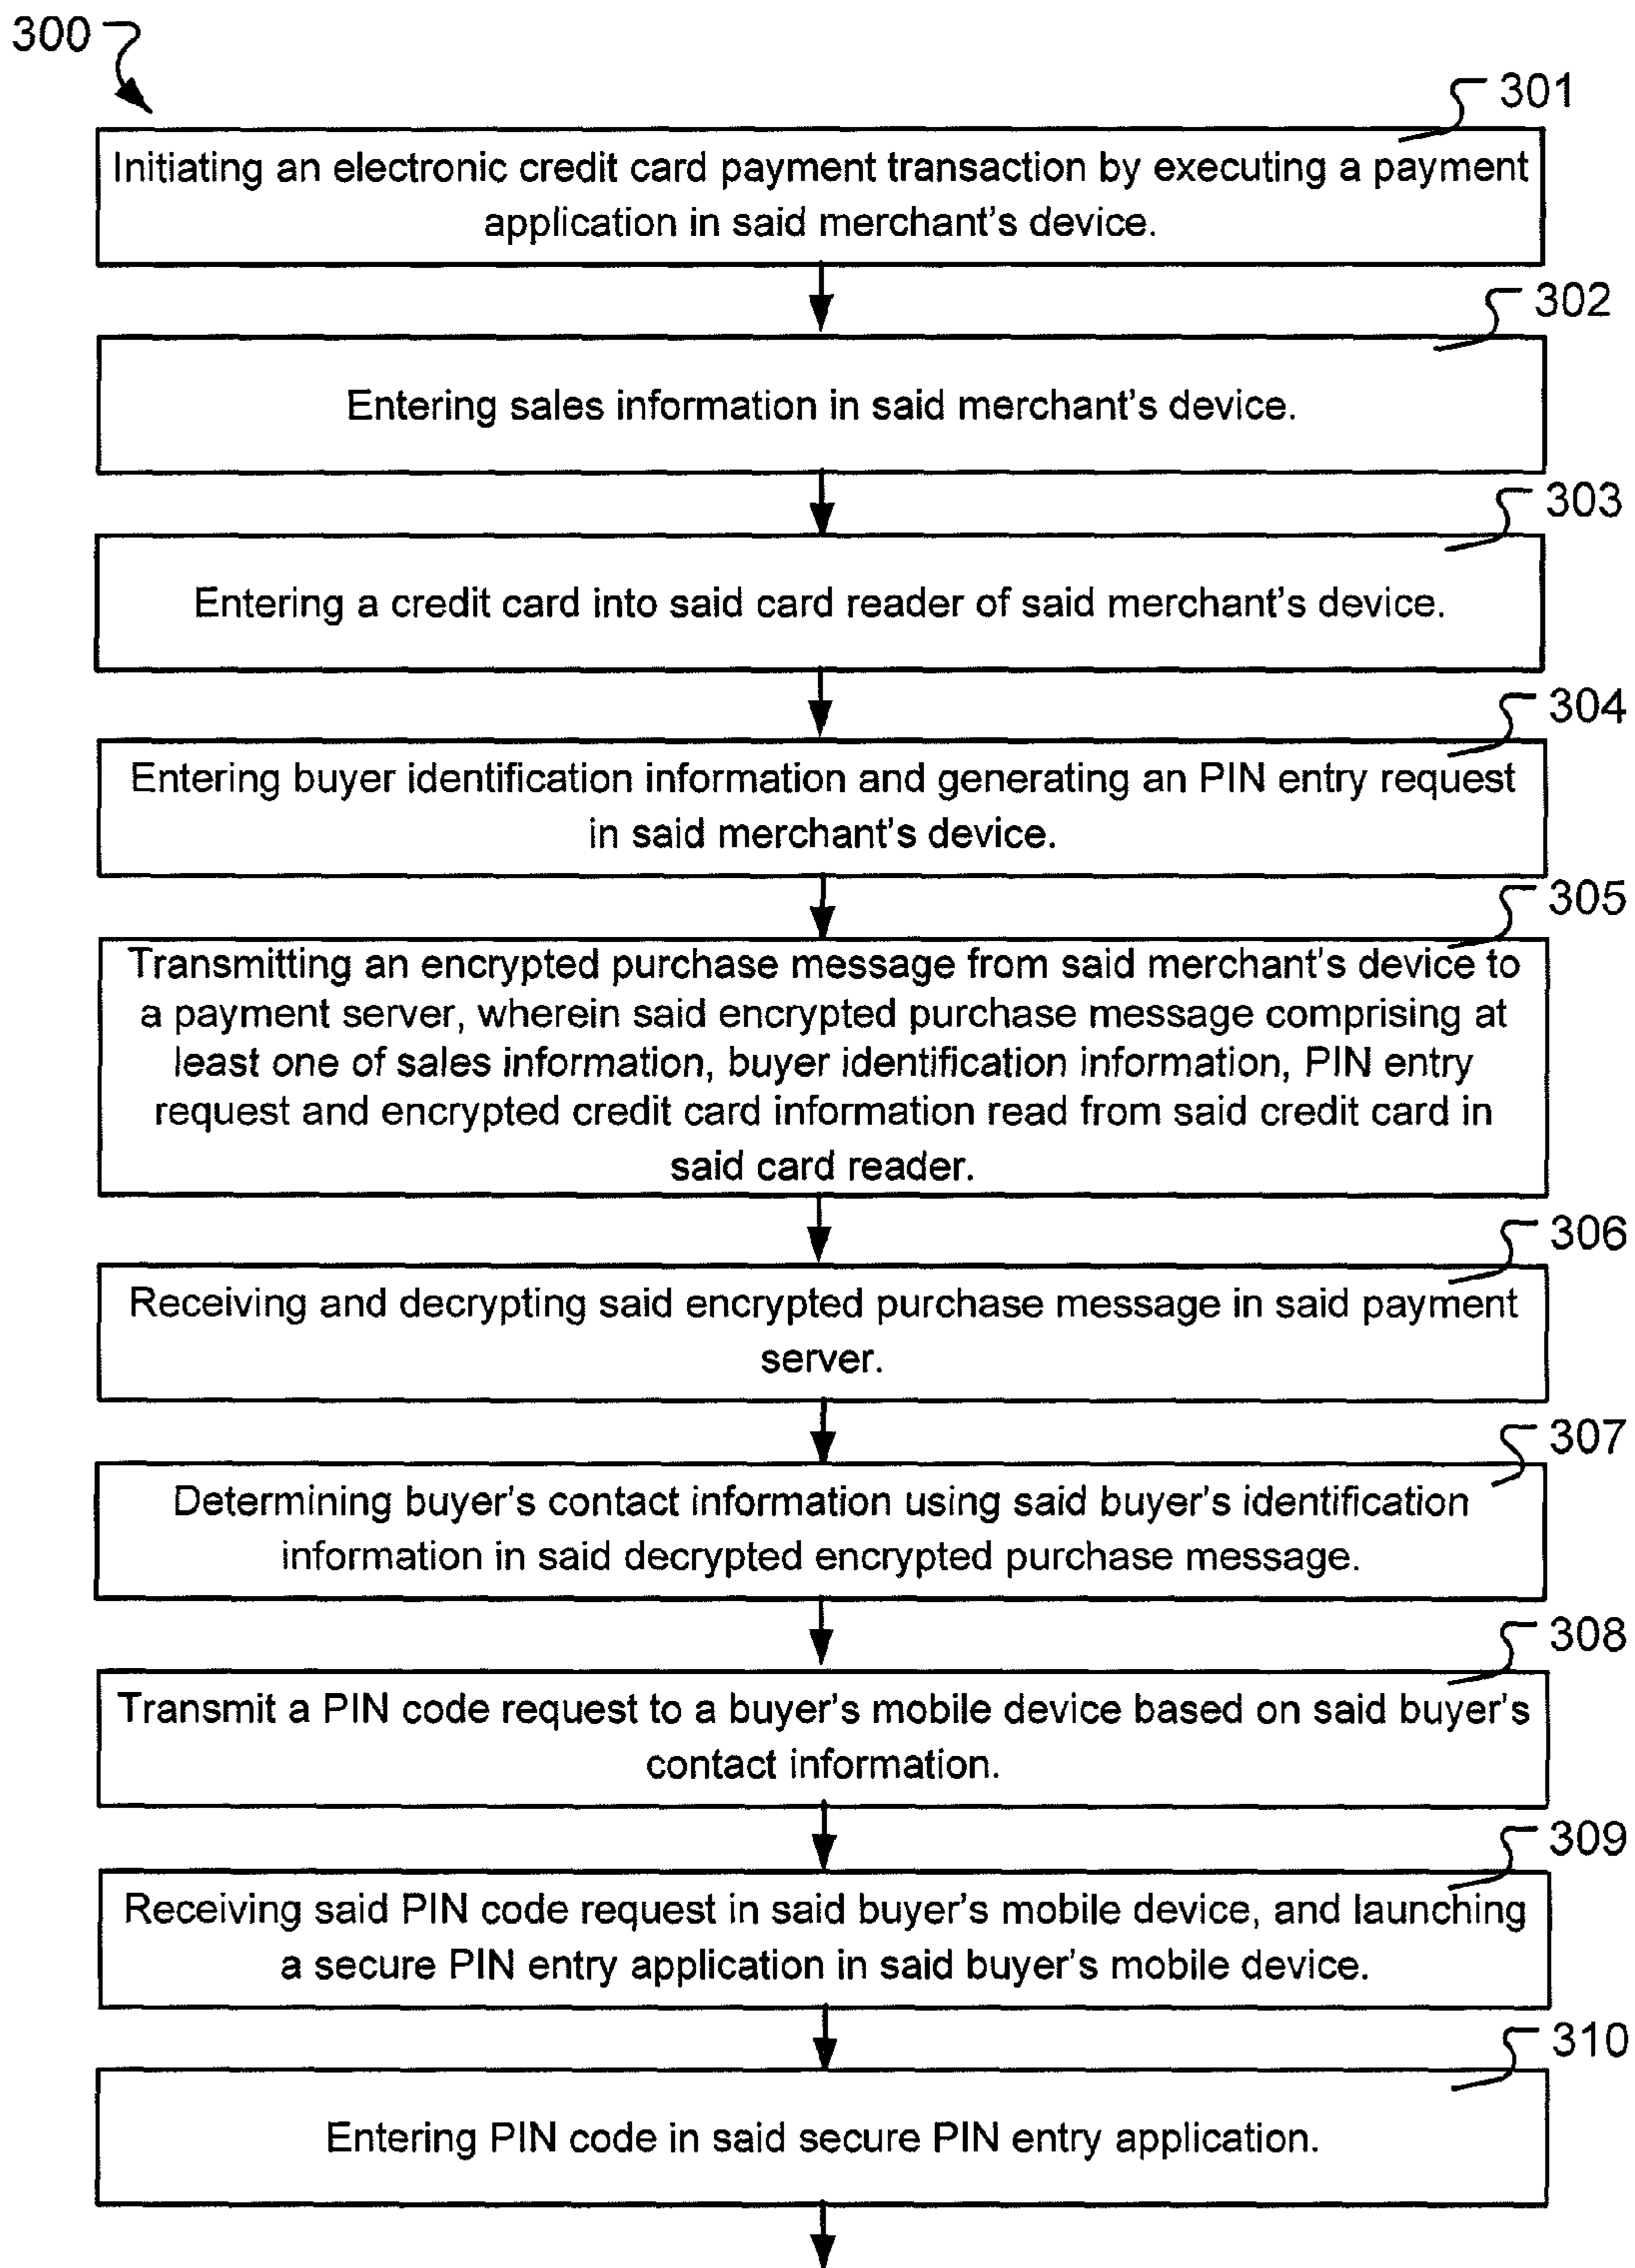 300
301
Initiating an electronic credit card payment transaction by executing a payment
application in said merchant's device.
302
Entering sales information in said merchant's device.
303
Entering a credit card into said card reader of said merchant's device.
304
Entering buyer identification information and generating an PIN entry request
in said merchant's device.
305
Transmitting an encrypted purchase message from said merchant's device to
a payment server, wherein said encrypted purchase message comprising at
least one of sales information, buyer identification information, PIN entry
request and encrypted credit card information read from said credit card in
said card reader.
306
Receiving and decrypting said encrypted purchase message in said payment
server.
307
Determining buyer's contact information using said buyer's identification
information in said decrypted encrypted purchase message.
308
Transmit a PIN code request to a buyer's mobile device based on said buyer's
contact information.
309
Receiving said PIN code request in said buyer's mobile device, and launching
a secure PIN entry application in said buyer's mobile device.
310
Entering PIN code in said secure PIN entry application.